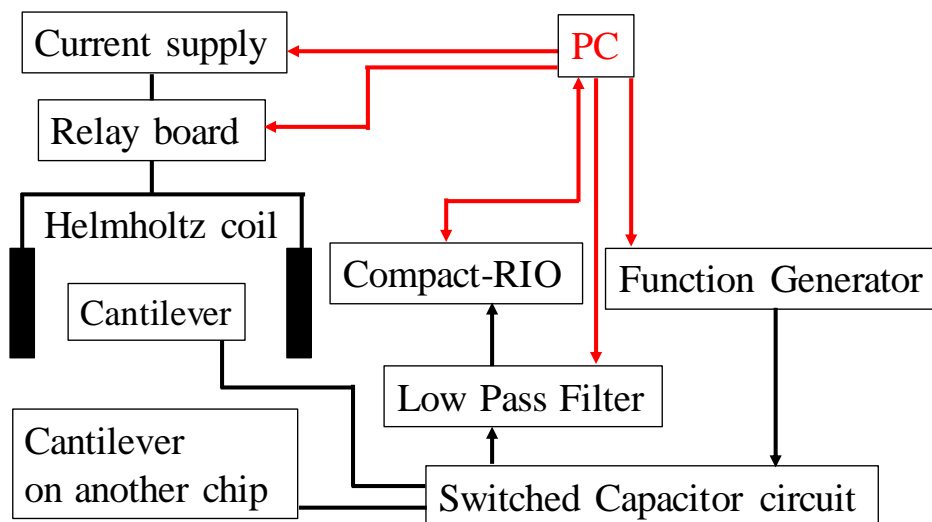 Current supply
PC
Relay board
Helmholtz coil
Compact-RIO
Function Generator
Cantilever
Low Pass Filter
Cantilever
on another chip
Switched Capacitor circuit